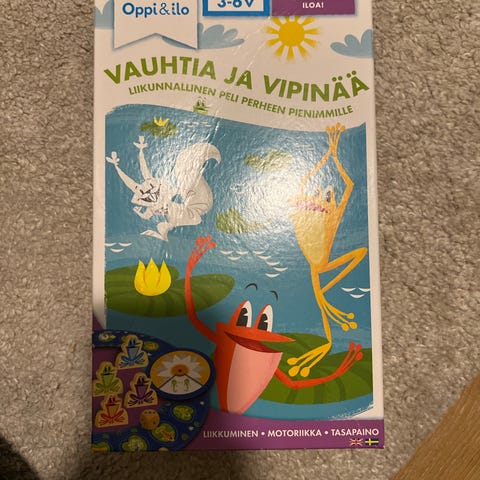 Oppi&ilo
3-6V
ILOA!
VAUHTIA JA VIPINÄÄ
LIIKUNNALLINEN PELI PERHEEN PIENIMMILLE
LIIKKUMINEN • MOTORIIKKA • TASAPAINO